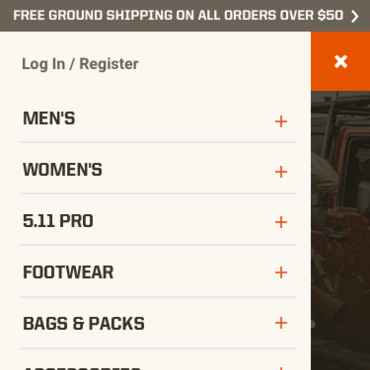 FREE GROUND SHIPPING ON ALL ORDERS OVER $50
Log In / Register
MEN'S
WOMEN'S
5.11 PRO
FOOTWEAR
BAGS & PACKS